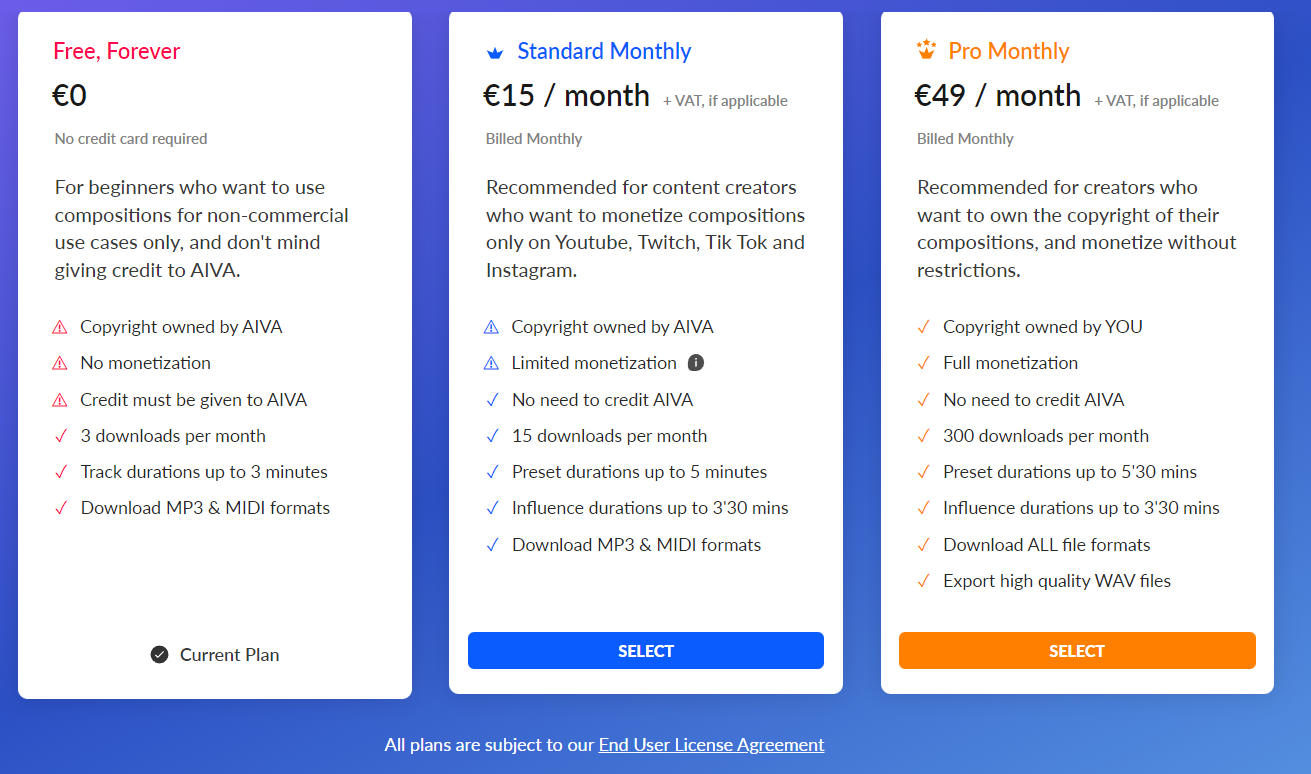 Free, Forever
€0
No credit card required
For beginners who want to use
compositions for non-commercial
use cases only, and don't mind
giving credit to AIVA.
Copyright owned by AIVA
No monetization
Credit must be given to AIVA
3 downloads per month
Track durations up to 3 minutes
Download MP3 & MIDI formats
Current Plan
Standard Monthly
€15 / month + VAT, if applicable
Billed Monthly
Recommended for content creators
who want to monetize compositions
only on Youtube, Twitch, Tik Tok and
Instagram.
Copyright owned by AIVA
Limited monetization i
No need to credit AIVA
15 downloads per month
Preset durations up to 5 minutes
Influence durations up to 3'30 mins
Download MP3 & MIDI formats
SELECT
Pro Monthly
€49 / month + VAT, if applicable
Billed Monthly
Recommended for creators who
want to own the copyright of their
compositions, and monetize without
restrictions.
Copyright owned by YOU
Full monetization
No need to credit AIVA
300 downloads per month
Preset durations up to 5'30 mins
Influence durations up to 3'30 mins
Download ALL file formats
Export high quality WAV files
SELECT
All plans are subject to our End User License Agreement